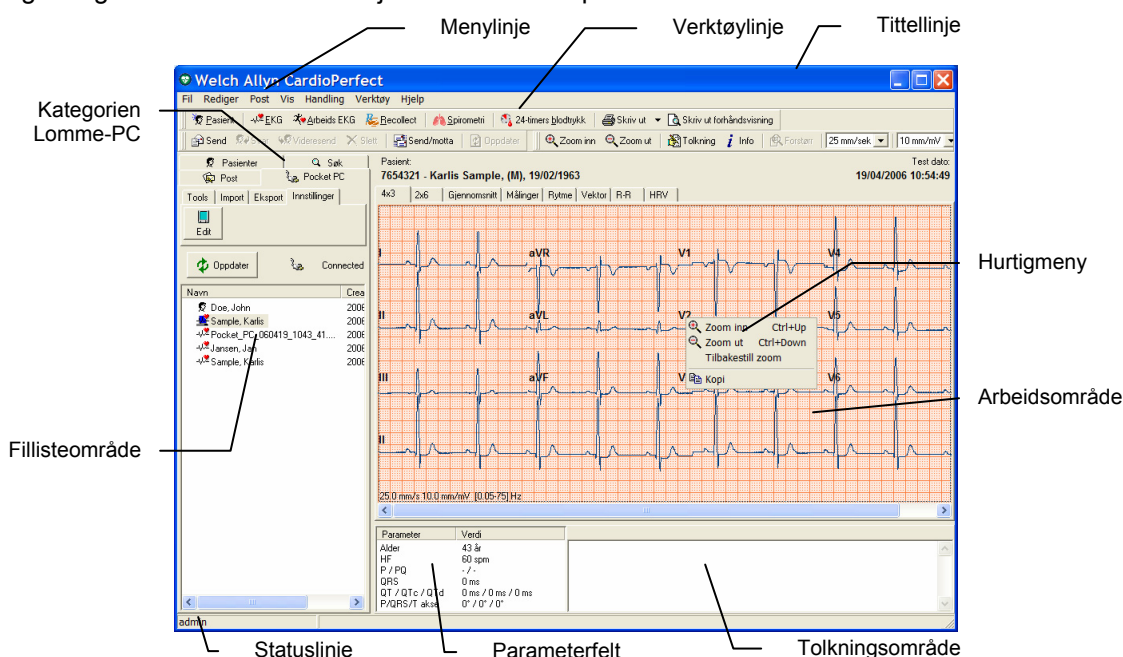 Menylinje
Verktøylinje
Tittellinje
Kategorien
Lomme-PC
Welch Allyn CardioPerfect
Fil Rediger Post Vis Handling Verktøy Hjelp
Pasient EKG Arbeids EKG Recollect Spirometri 24-timers blodtrykk Skriv ut Skriv ut forhåndsvisning
Send Videresend Slett Send/motta Oppdater Zoom inn Zoom ut Tolkning Info Forstørr 25 mm/sek 10 mm/mV
Pasienter Søk
Post Pocket PC
Tools Import Eksport Innstillinger
Edit
Oppdater Connected
Navn Crea
Doe, John 2006
Sample, Karlis 2006
Pocket_PC_060419_1043_41.... 2006
Jansen, Jan 2006
Sample, Karlis 2006
Pasient: Test dato:
7654321 - Karlis Sample, (M), 19/02/1963 19/04/2006 10:54:49
4x3 2x6 Gjennomsnitt Målinger Rytme Vektor R-R HRV
I aVR V1 V4
II aVL V2 V5
III aVF V V6
II
Zoom inn Ctrl+Up
Zoom ut Ctrl+Down
Tilbakestill zoom
Kopi
25.0 mm/s 10.0 mm/mV [0.05-75] Hz
Hurtigmeny
Arbeidsområde
Fillisteområde
Parameter Verdi
Alder 43 år
HF 60 spm
P / PQ - / -
QRS 0 ms
QT / QTc / QTd 0 ms / 0 ms / 0 ms
P/QRS/T akse 0° / 0° / 0°
admin
Statuslinje
Parameterfelt
Tolkningsområde